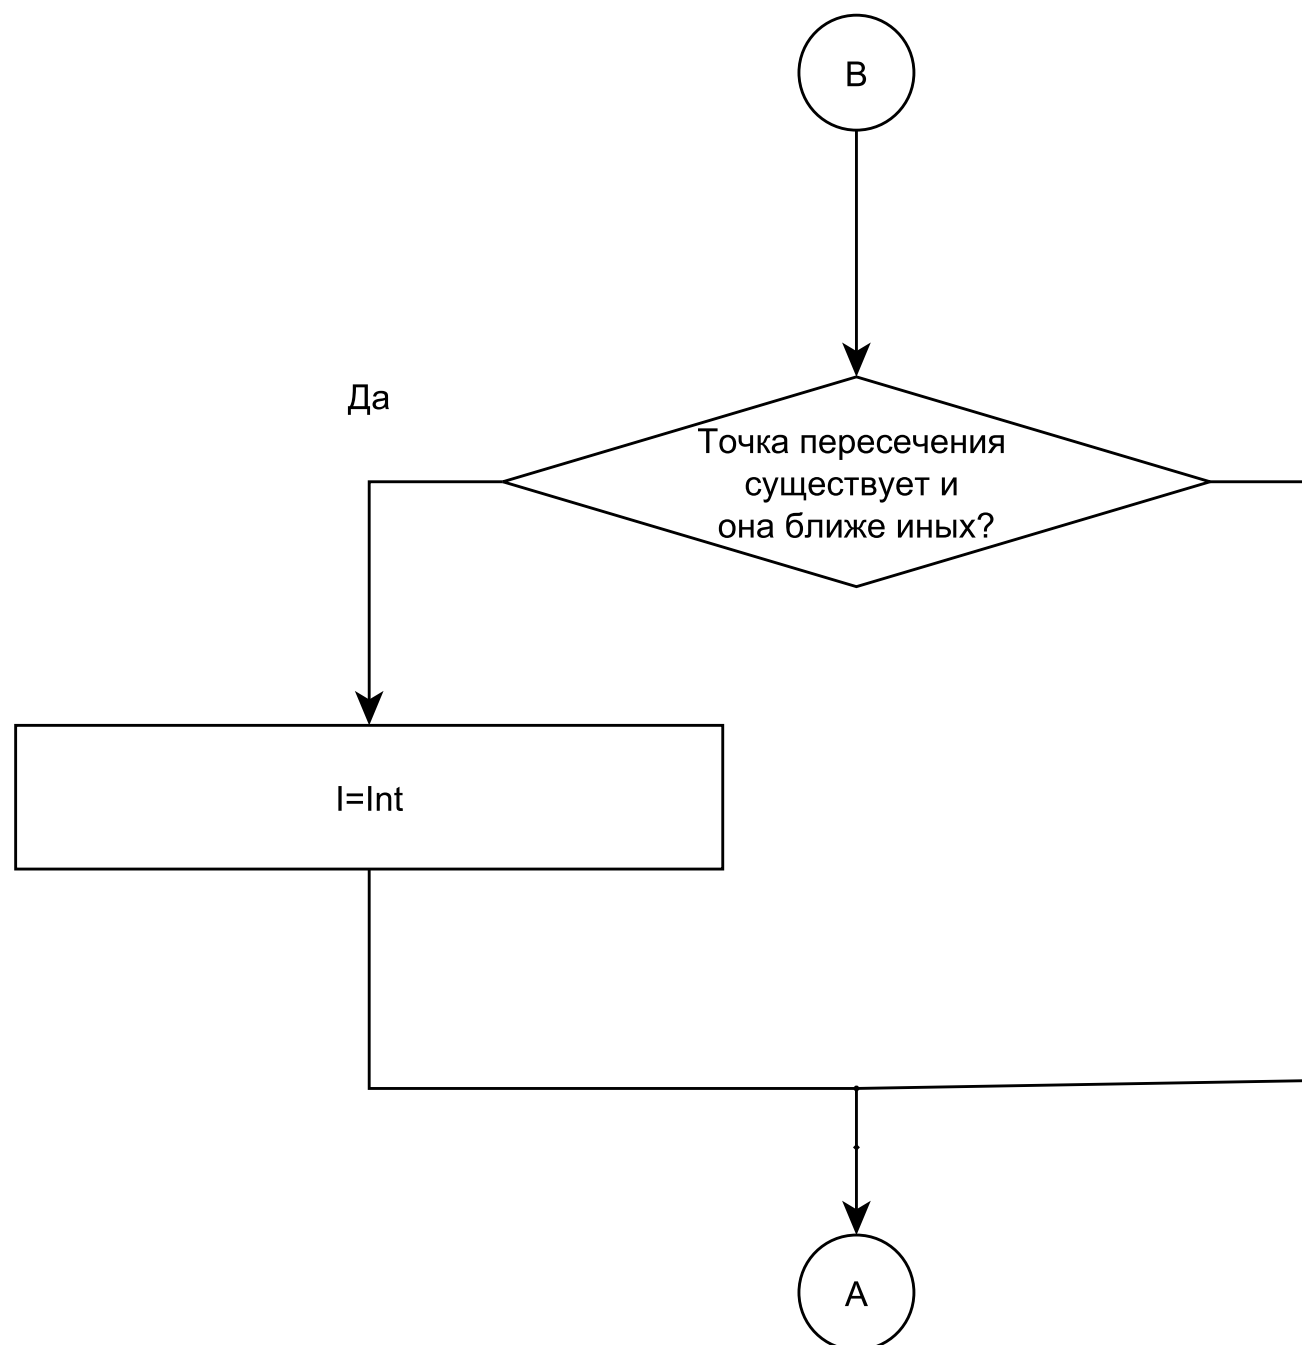 B
Да
Точка пересечения
существует и
она ближе иных?
I=Int
A